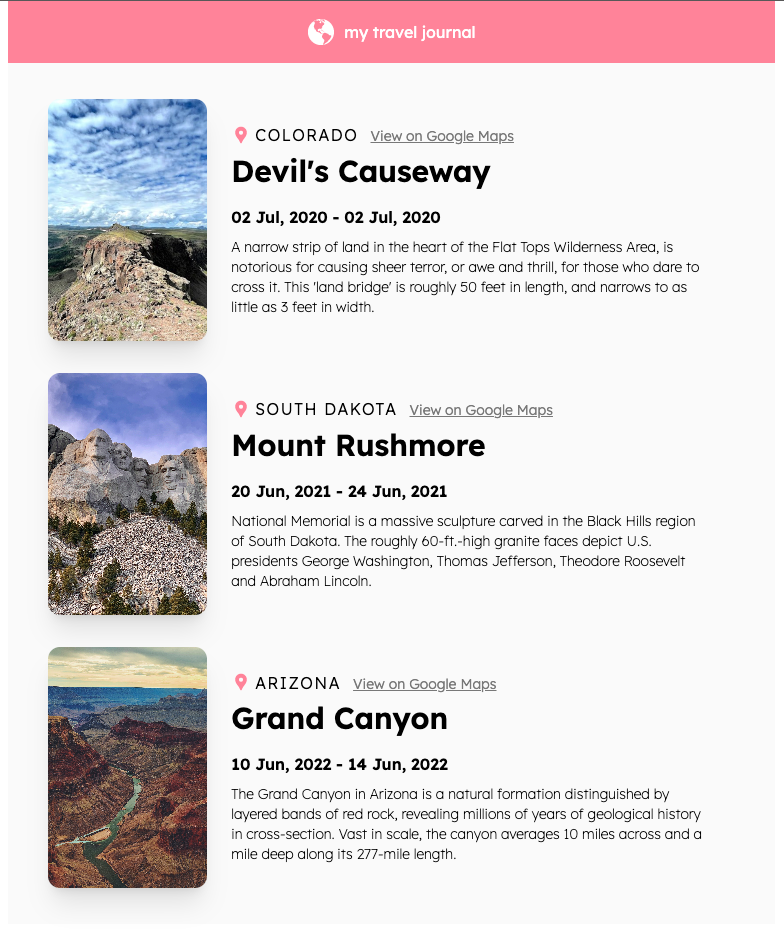 my travel journal
COLORADO View on Google Maps
Devil's Causeway
02 Jul, 2020 - 02 Jul, 2020
A narrow strip of land in the heart of the Flat Tops Wilderness Area, is
notorious for causing sheer terror, or awe and thrill, for those who dare to
cross it. This 'land bridge' is roughly 50 feet in length, and narrows to as
little as 3 feet in width.
SOUTH DAKOTA View on Google Maps
Mount Rushmore
20 Jun, 2021 - 24 Jun, 2021
National Memorial is a massive sculpture carved in the Black Hills region
of South Dakota. The roughly 60-ft.-high granite faces depict U.S.
presidents George Washington, Thomas Jefferson, Theodore Roosevelt
and Abraham Lincoln.
ARIZONA View on Google Maps
Grand Canyon
10 Jun, 2022 - 14 Jun, 2022
The Grand Canyon in Arizona is a natural formation distinguished by
layered bands of red rock, revealing millions of years of geological history
in cross-section. Vast in scale, the canyon averages 10 miles across and a
mile deep along its 277-mile length.